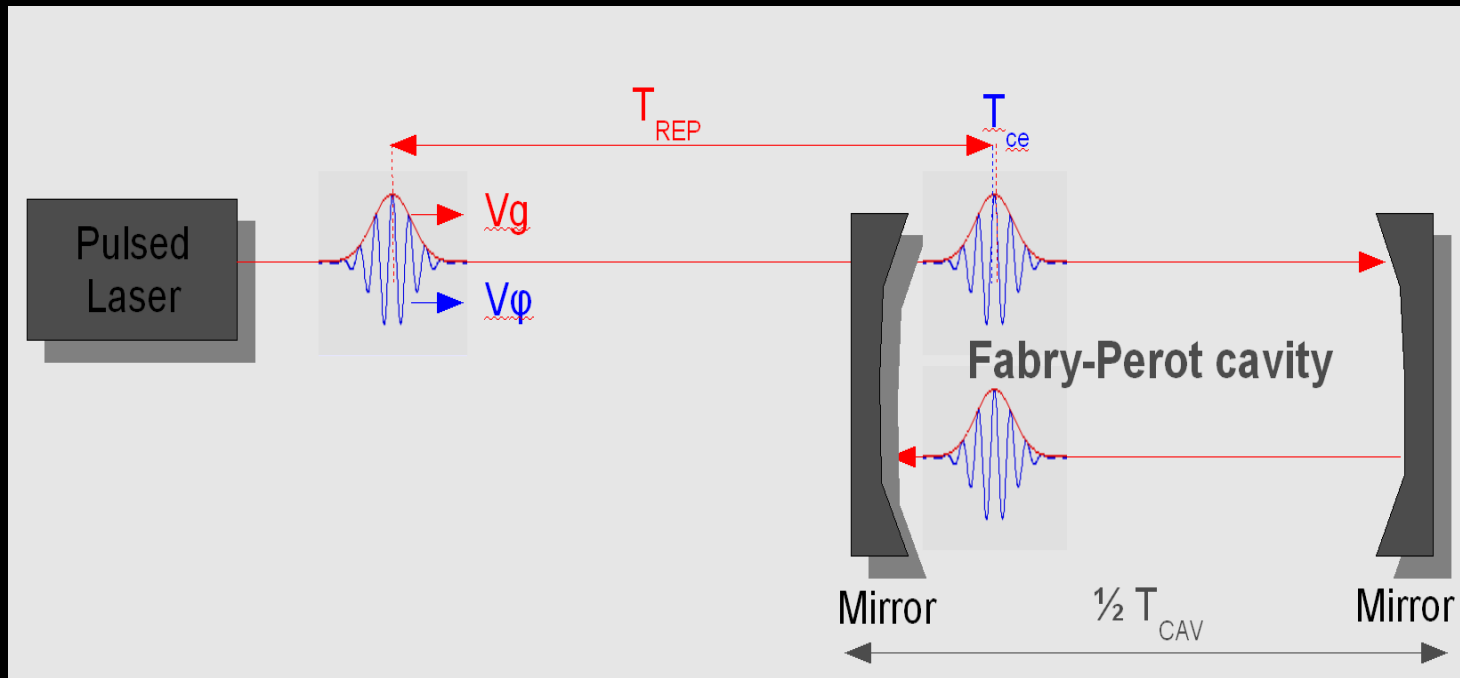 T REP
T ce
Vg
Pulsed
Laser
Vφ
Fabry-Perot cavity
Mirror
½ T CAV
Mirror